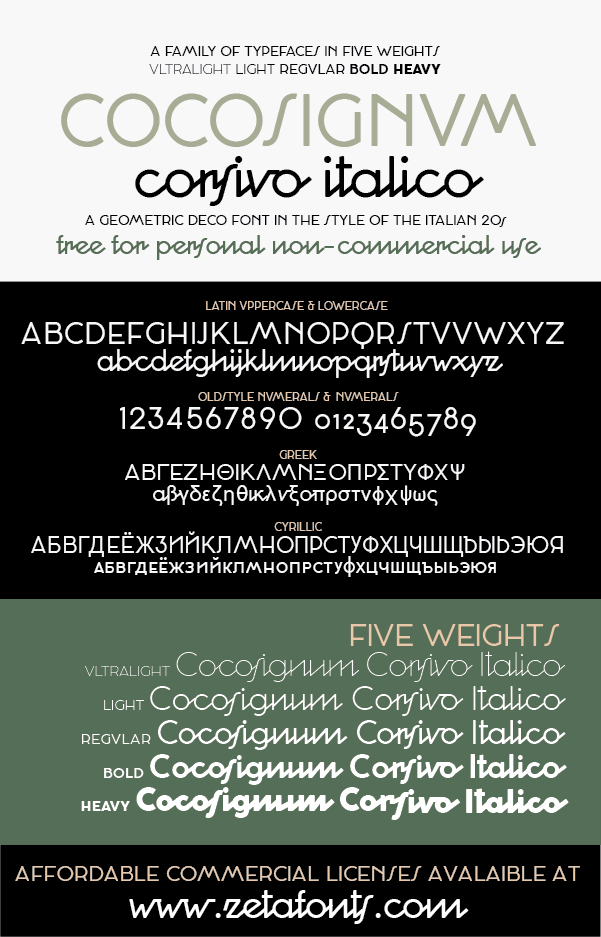 A FAMILY OF TYPEFACES IN FIVE WEIGHTS
VLTRALIGHT LIGHT REGVLAR BOLD HEAVY
COCOSIGNVM
corsivo italico
A GEOMETRIC DECO FONT IN THE STYLE OF THE ITALIAN 20s
free for personal non-commercial use
LATIN VPPERCASE & LOWERCASE
ABCDEFGHIJKLMNOPQRSTVVWXYZ
abcdefghijklmnopqrstuvwxyz
OLDSTYLE NVMERALS & NVMERALS
1234567890 0123465789
GREEK
ΑΒΓΕΖΗΘΙΚΛΜΝΞΟΠΡΣΤΥΦΧΨ
αβγδεζηθικλνξοπρστνφχψως
CYRILLIC
АБВГДЕЁЖЗИЙКЛМНОПРСТУФХЦЧШЩЪЫЬЭЮЯ
АБВГДЕЁЖЗИЙКЛМНОПРСТУФХЦЧШЩЪЫЬЭЮЯ
FIVE WEIGHTS
VLTRALIGHT Cocosignum Corsivo Italico
LIGHT Cocosignum Corsivo Italico
REGVLAR Cocosignum Corsivo Italico
BOLD Cocosignum Corsivo Italico
HEAVY Cocosignum Corsivo Italico
AFFORDABLE COMMERCIAL LICENSES AVALAIBLE AT
www.zetafonts.com